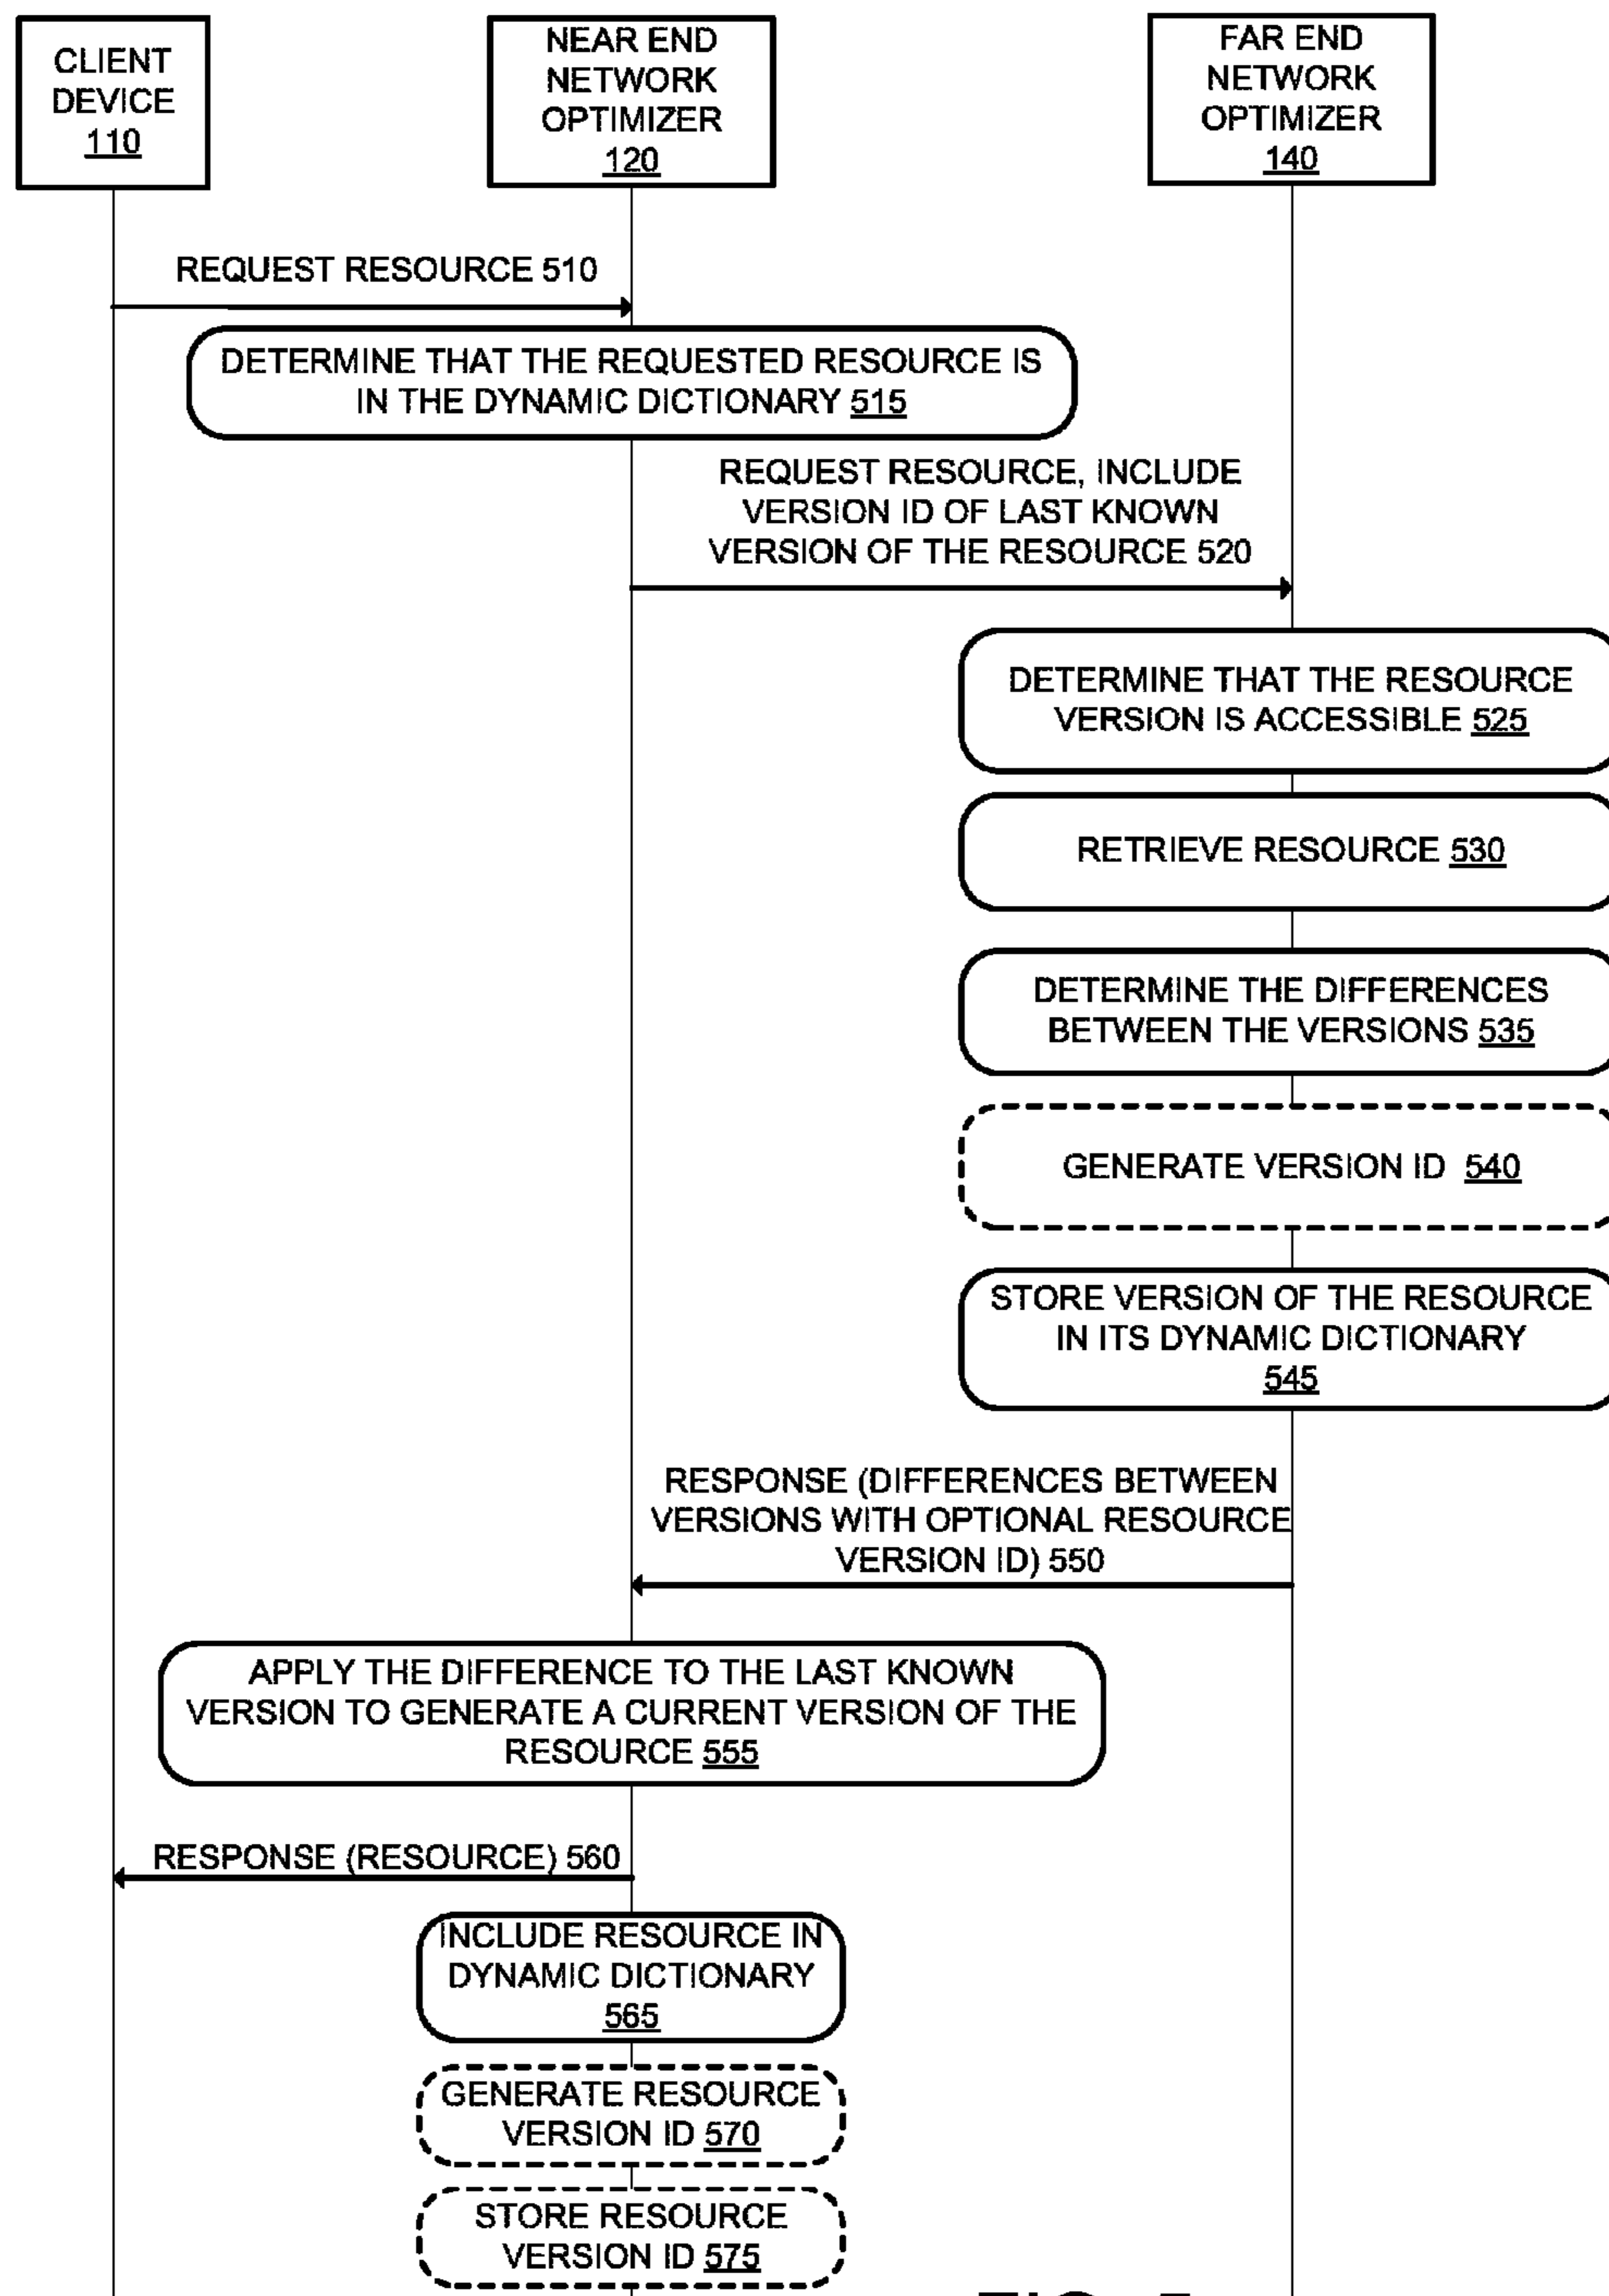 CLIENT
DEVICE
110
NEAR END
NETWORK
OPTIMIZER
120
FAR END
NETWORK
OPTIMIZER
140
REQUEST RESOURCE 510
DETERMINE THAT THE REQUESTED RESOURCE IS
IN THE DYNAMIC DICTIONARY 515
REQUEST RESOURCE, INCLUDE
VERSION ID OF LAST KNOWN
VERSION OF THE RESOURCE 520
DETERMINE THAT THE RESOURCE
VERSION IS ACCESSIBLE 525
RETRIEVE RESOURCE 530
DETERMINE THE DIFFERENCES
BETWEEN THE VERSIONS 535
GENERATE VERSION ID 540
STORE VERSION OF THE RESOURCE
IN ITS DYNAMIC DICTIONARY
545
RESPONSE (DIFFERENCES BETWEEN
VERSIONS WITH OPTIONAL RESOURCE
VERSION ID) 550
APPLY THE DIFFERENCE TO THE LAST KNOWN
VERSION TO GENERATE A CURRENT VERSION OF THE
RESOURCE 555
RESPONSE (RESOURCE) 560
INCLUDE RESOURCE IN
DYNAMIC DICTIONARY
565
GENERATE RESOURCE
VERSION ID 570
STORE RESOURCE
VERSION ID 575